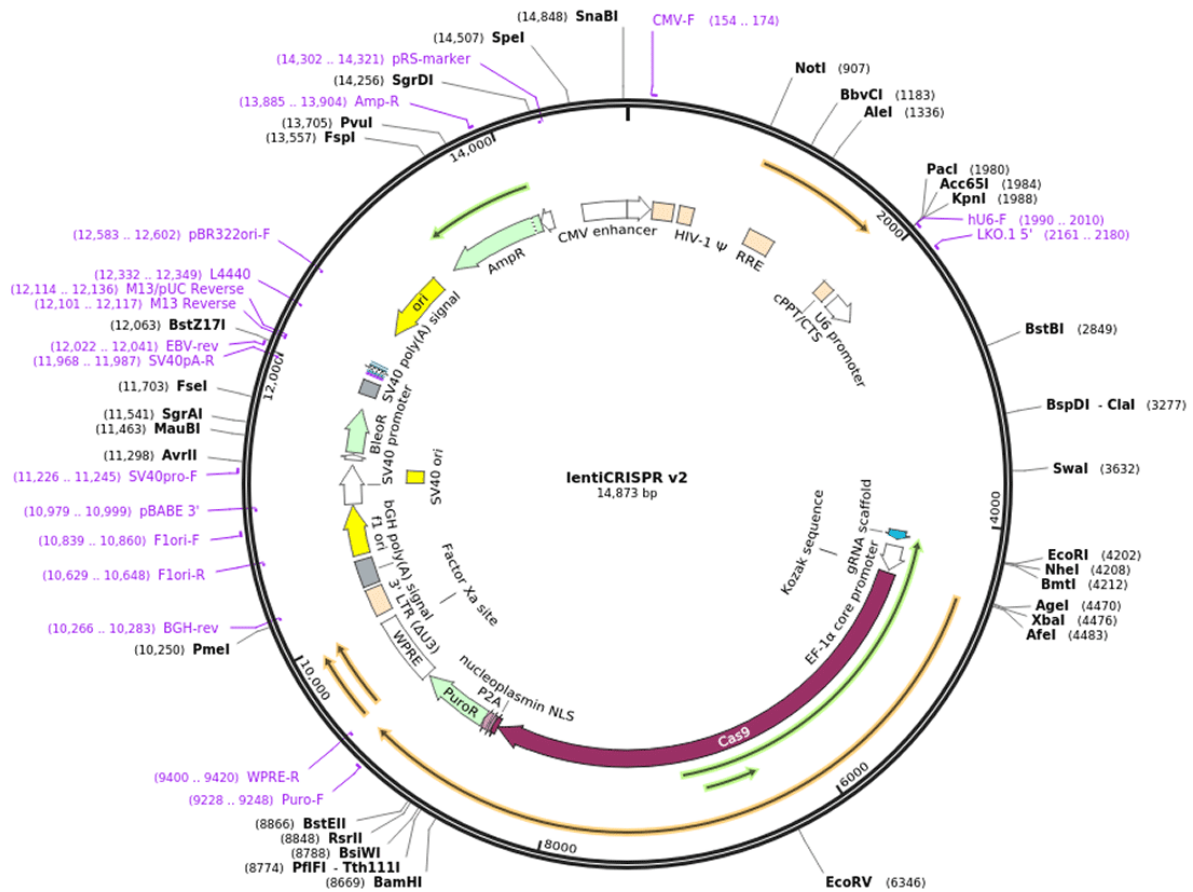 (14,848) SnaBI
CMV-F (154 .. 174)
(14,507) SpeI
(14,302 .. 14,321) pRS-marker
(14,256) SgrDI
(13,885 .. 13,904) Amp-R
(13,705) PvuI
(13,557) FspI
14,000
NotI (907)
BbvCI (1183)
AleI (1336)
PacI (1980)
Acc65I (1984)
KpnI (1988)
hU6-F (1990 .. 2010)
LKO.1 5' (2161 .. 2180)
2000
BstBI (2849)
BspDI - ClaI (3277)
SwaI (3632)
4000
EcoRI (4202)
NheI (4208)
BmtI (4212)
AgeI (4470)
XbaI (4476)
AfeI (4483)
6000
EcoRV (6346)
8000
(12,583 .. 12,602) pBR322ori-F
(12,332 .. 12,349) L4440
(12,114 .. 12,136) M13/pUC Reverse
(12,101 .. 12,117) M13 Reverse
(12,063) BstZ17I
(12,022 .. 12,041) EBV-rev
(11,968 .. 11,987) SV40pA-R
12,000
(11,703) FseI
(11,541) SgrAI
(11,463) MauBI
(11,298) AvrII
(11,226 .. 11,245) SV40pro-F
(10,979 .. 10,999) pBABE 3'
(10,839 .. 10,860) F1ori-F
(10,629 .. 10,648) F1ori-R
(10,266 .. 10,283) BGH-rev
(10,250) PmeI
10,000
(9400 .. 9420) WPRE-R
(9228 .. 9248) Puro-F
(8866) BstEII
(8848) RsrII
(8788) BsiWI
(8774) PflFI - Tth111I
(8669) BamHI
CMV enhancer
HIV-1 Ψ
RRE
cPPT/CTS
U6 promoter
AmpR
ori
SV40 poly(A) signal
BleoR
SV40 promoter
SV40 ori
f1 ori
bGH poly(A) signal
3' LTR (ΔU3)
Factor Xa site
WPRE
PuroR
P2A
nucleoplasmin NLS
Cas9
EF-1α core promoter
gRNA scaffold
Kozak sequence
lentiCRISPR v2
14,873 bp